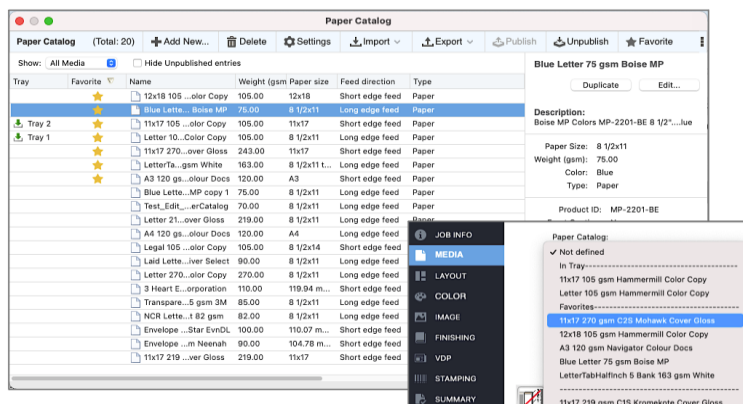 Paper Catalog
Paper Catalog (Total: 20) Add New... Delete Settings Import Export Publish Unpublish Favorite
Show: All Media Hide Unpublished entries
Tray Favorite Name Weight (gsm Paper size Feed direction Type
12x18 105 ...olor Copy 105.00 12x18 Short edge feed Paper
Blue Lette... Boise MP 75.00 8 1/2x11 Long edge feed Paper
Tray 2 11x17 105 ...olor Copy 105.00 11x17 Short edge feed Paper
Tray 1 Letter 10...Color Copy 105.00 8 1/2x11 Long edge feed Paper
11x17 270...over Gloss 243.00 11x17 Short edge feed Paper
LetterTa...gsm White 163.00 8 1/2x11 t... Long edge feed Paper
A3 120 gs...olour Docs 120.00 A3 Short edge feed Paper
Blue Lette...MP copy 1 75.00 8 1/2x11 Long edge feed Paper
Test_Edit_...erCatalog 70.00 8 1/2x11 Long edge feed Paper
Letter 21...over Gloss 219.00 8 1/2x11 Long edge feed Paper
A4 120 gs...olour Docs 120.00 A4 Short edge feed
Legal 105 ...olor Copy 105.00 8 1/2x14 Short edge feed
Laid Lette...iver Select 90.00 8 1/2x11 Long edge feed
Letter 270...olor Copy 270.00 8 1/2x11 Long edge feed
3 Heart E...orporation 110.00 119.94 m... Short edge feed
Transpare...5 gsm 3M 85.00 8 1/2x11 Long edge feed
NCR Lette...t 82 gsm 82.00 8 1/2x11 Long edge feed
Envelope ...Star EvnDL 100.00 110.07 m... Short edge feed
Envelope ...m Neenah 90.00 104.78 m... Short edge feed
11x17 219 ...ver Gloss 219.00 11x17 Short edge feed
Blue Letter 75 gsm Boise MP
Duplicate Edit...
Description:
Boise MP Colors MP-2201-BE 8 1/2"....lue
Paper Size: 8 1/2x11
Weight (gsm): 75.00
Color: Blue
Type: Paper
Product ID: MP-2201-BE
JOB INFO
MEDIA
LAYOUT
COLOR
IMAGE
FINISHING
VDP
STAMPING
SUMMARY
Paper Catalog:
Not defined
In Tray
11x17 105 gsm Hammermill Color Copy
Letter 105 gsm Hammermill Color Copy
Favorites
11x17 270 gsm C2S Mohawk Cover Gloss
12x18 105 gsm Hammermill Color Copy
A3 120 gsm Navigator Colour Docs
Blue Letter 75 gsm Boise MP
LetterTabHalfInch 5 Bank 163 gsm White
11x17 219 gsm C1S Kromekote Cover Gloss